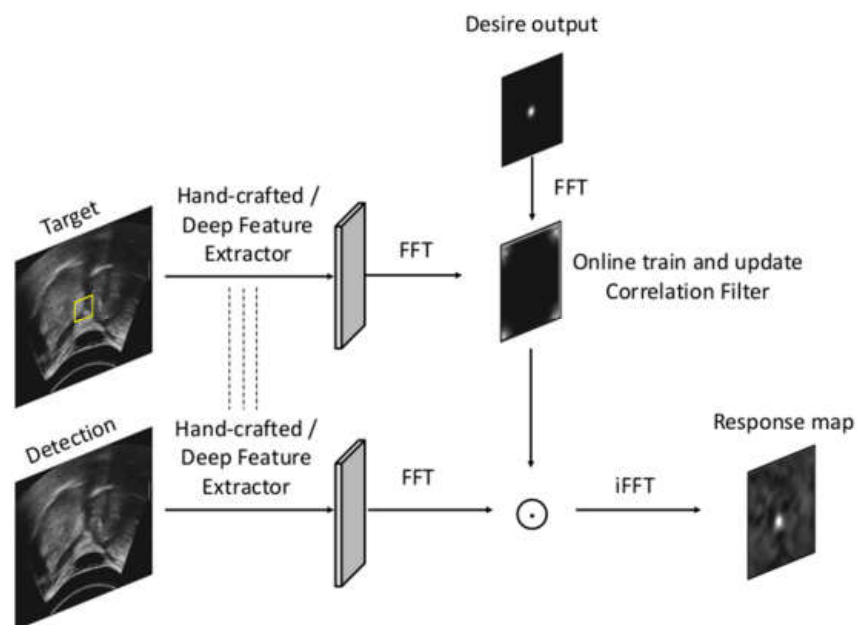 Desire output
FFT
Target
Hand-crafted /
Deep Feature
Extractor
FFT
Online train and update
Correlation Filter
Detection
Hand-crafted /
Deep Feature
Extractor
FFT
iFFT
Response map